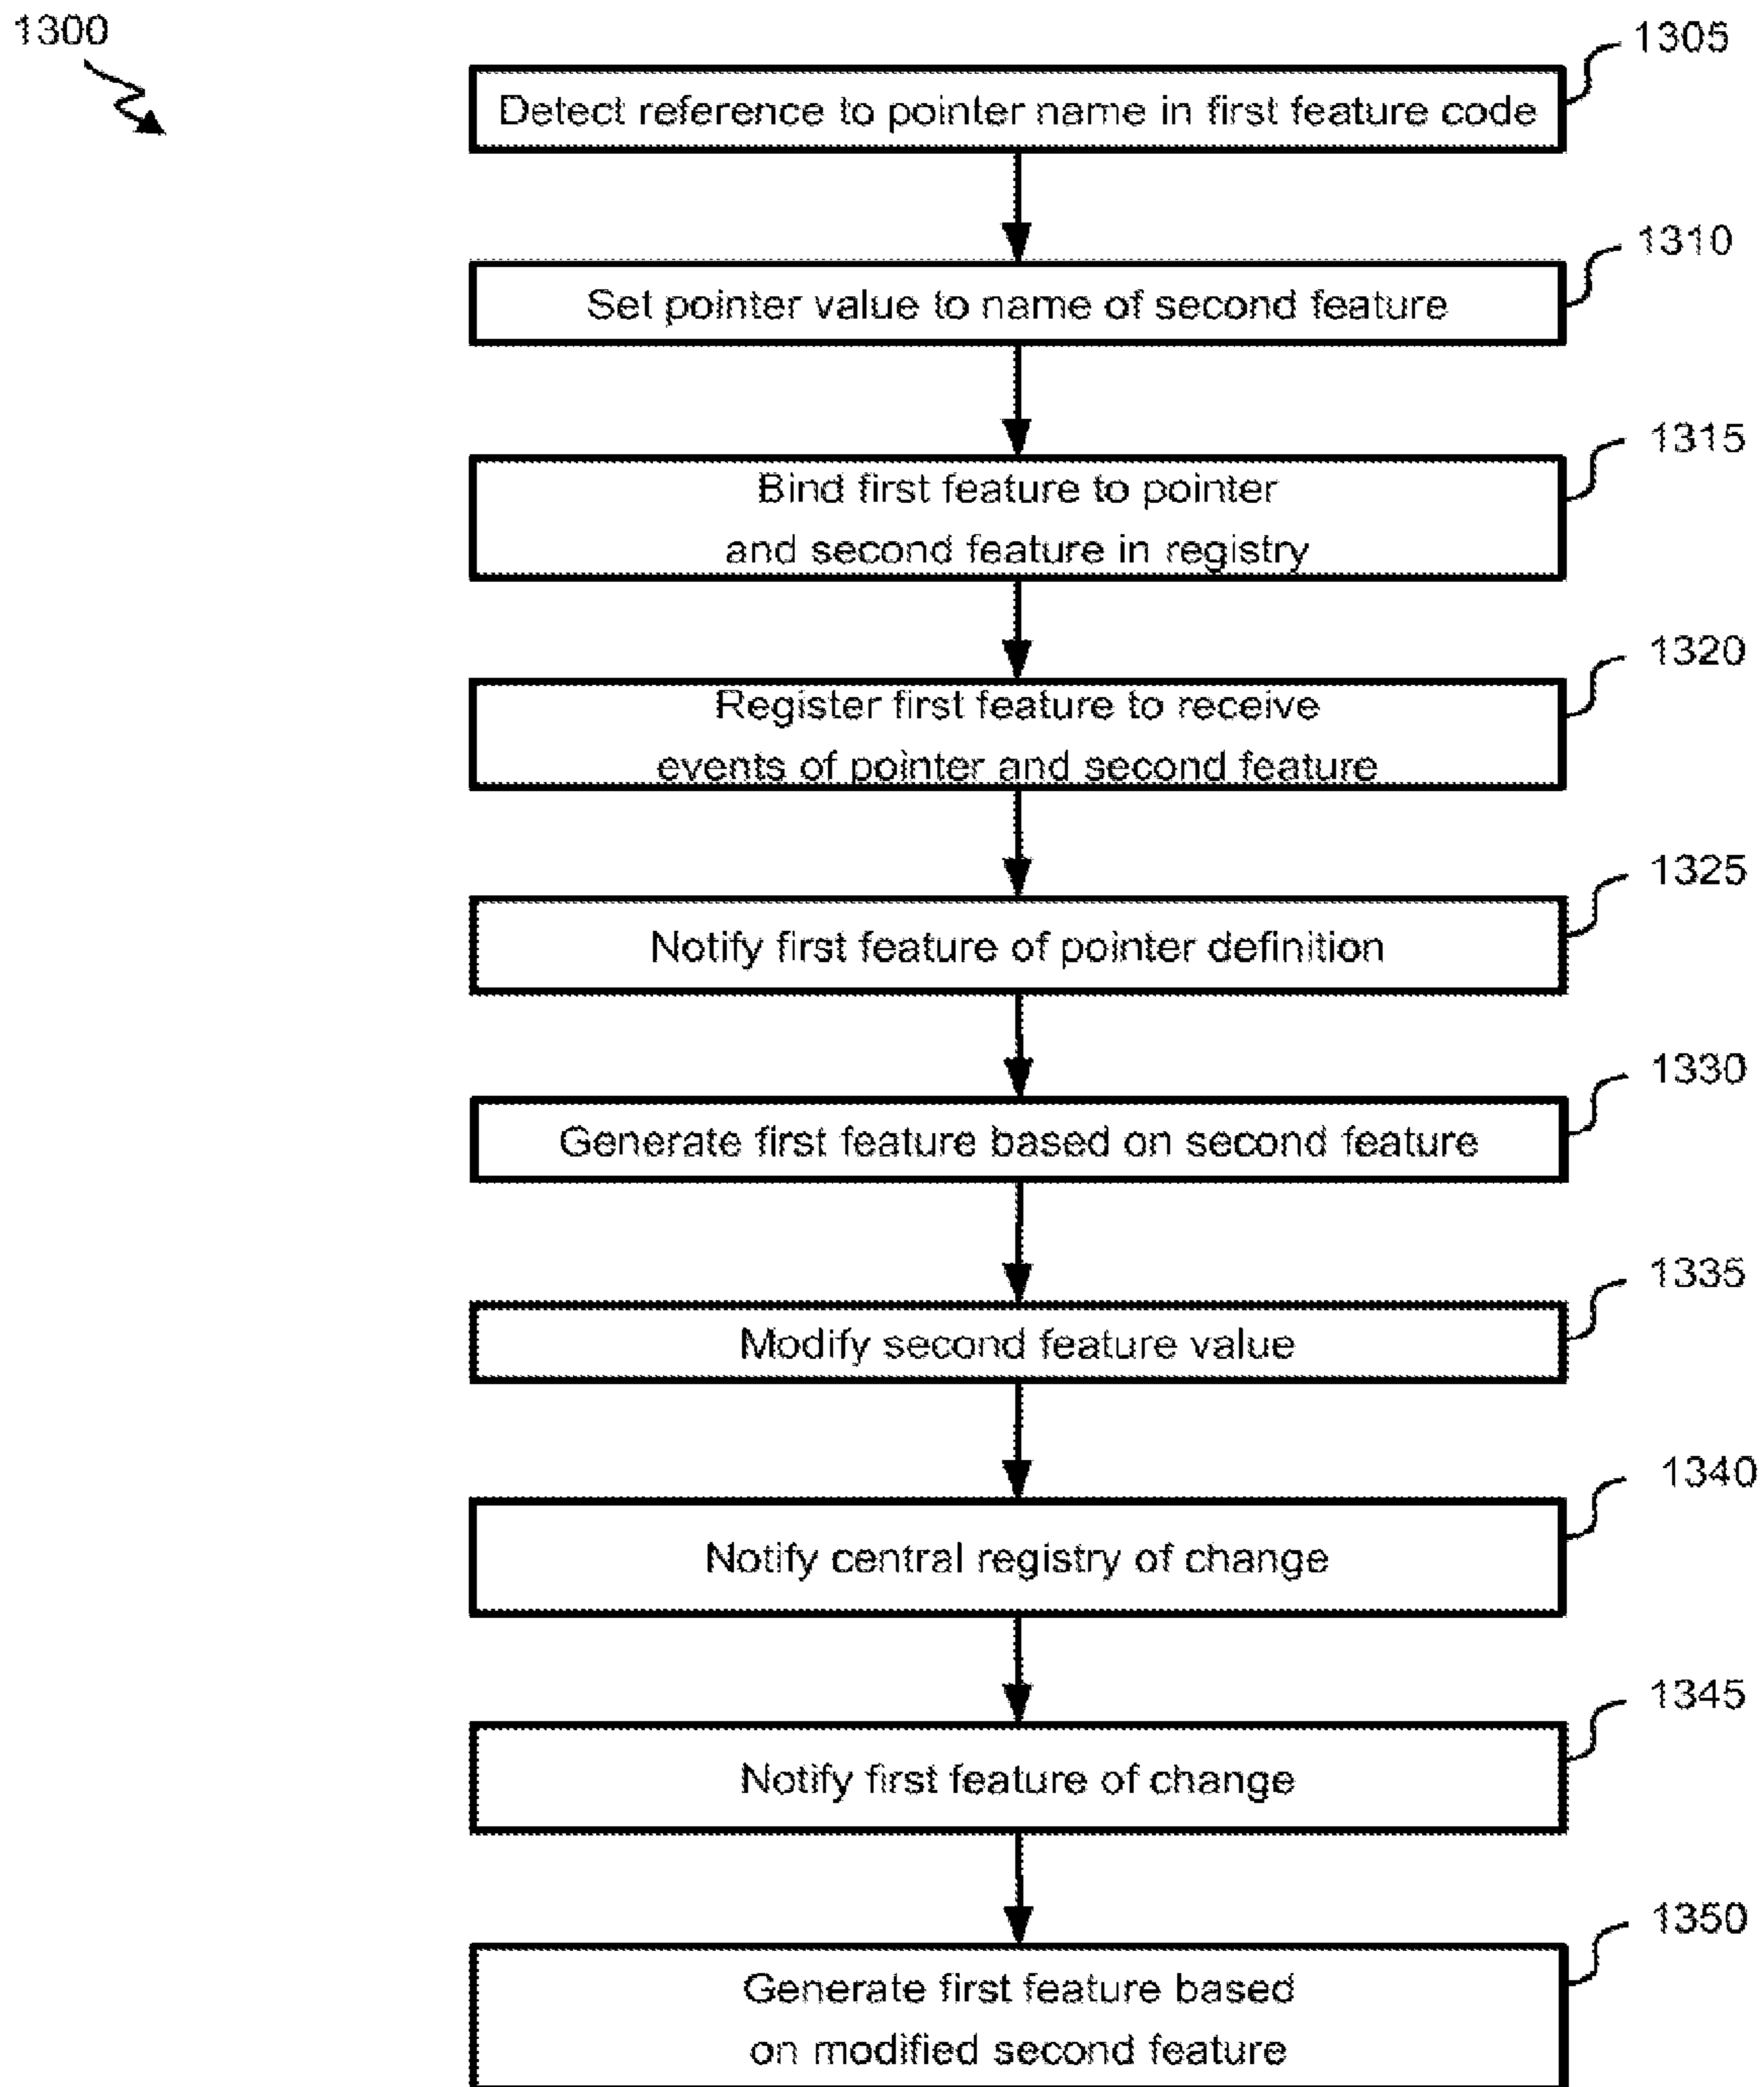 1300
1305
Detect reference to pointer name in first feature code
1310
Set pointer value to name of second feature
1315
Bind first feature to pointer
and second feature in registry
1320
Register first feature to receive
events of pointer and second feature
1325
Notify first feature of pointer definition
1330
Generate first feature based on second feature
1335
Modify second feature value
1340
Notify central registry of change
1345
Notify first feature of change
1350
Generate first feature based
on modified second feature